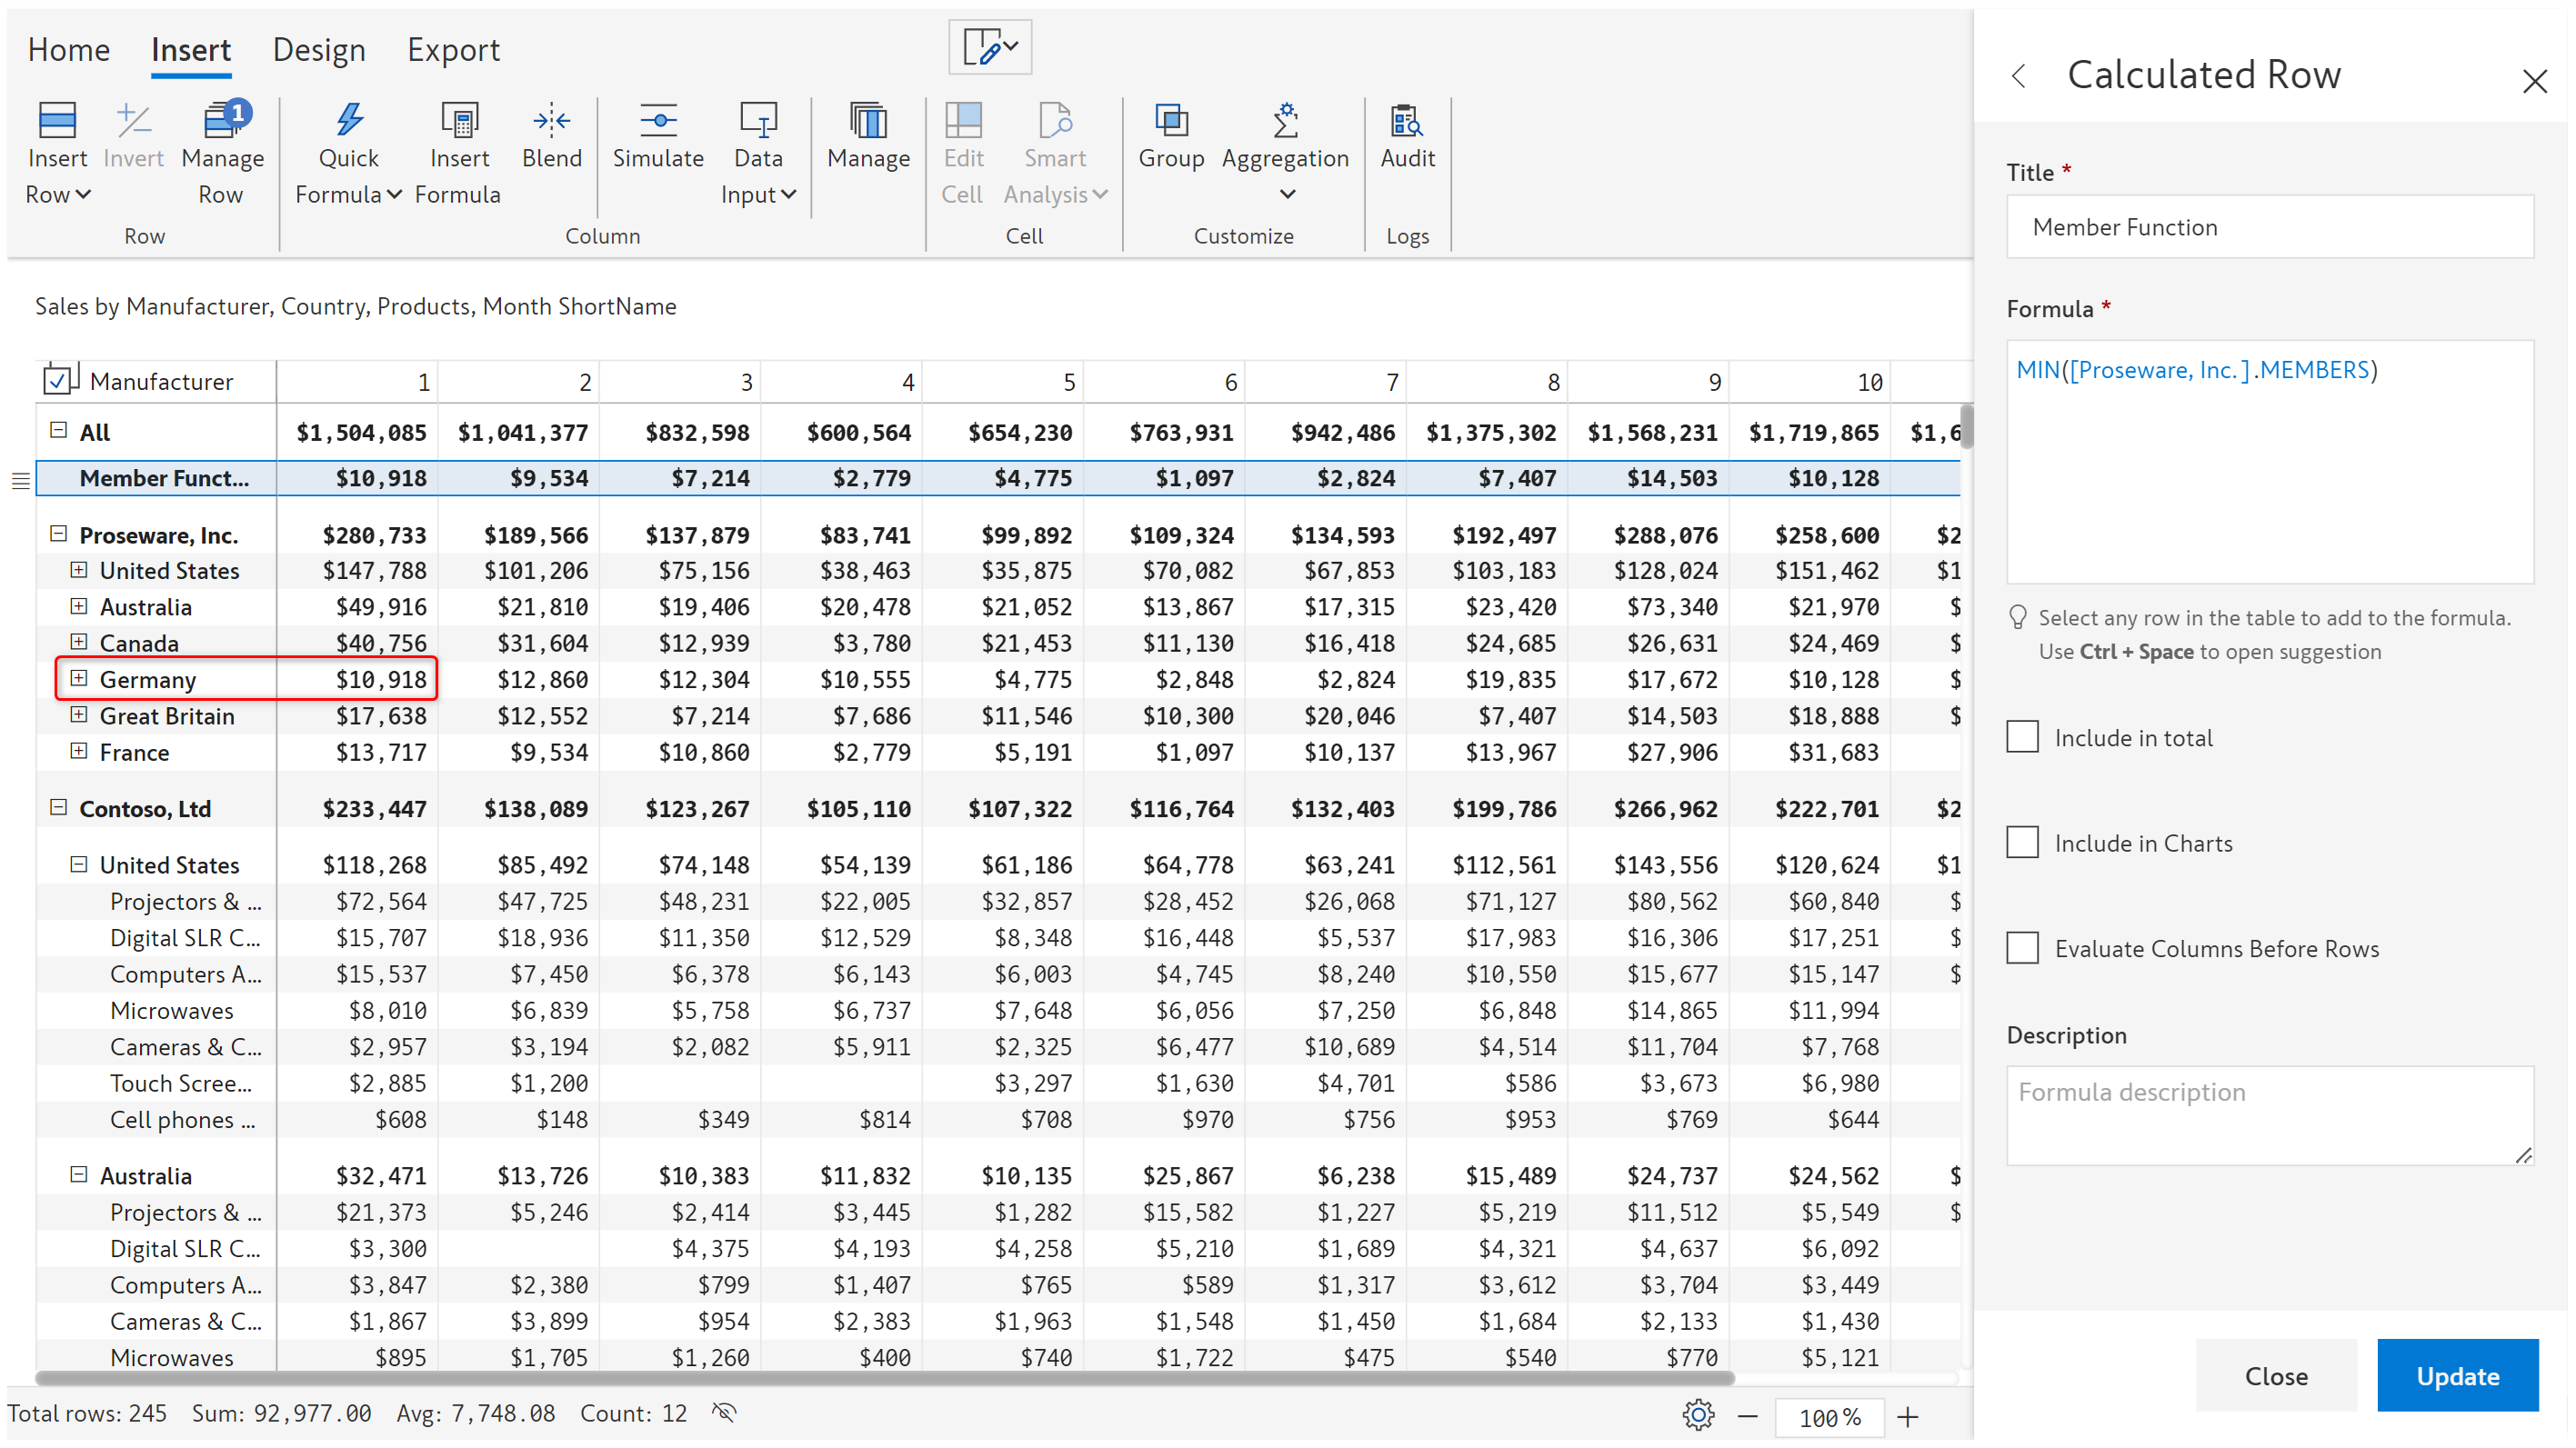 Home Insert Design Export
Insert Row
Invert
Manage Row
1
Quick Formula
Insert Formula
Blend
Simulate
Data Input
Manage
Edit Cell
Smart Analysis
Group
Aggregation
Audit
Row Column Cell Customize Logs
Sales by Manufacturer, Country, Products, Month ShortName
Manufacturer 1 2 3 4 5 6 7 8 9 10
All $1,504,085 $1,041,377 $832,598 $600,564 $654,230 $763,931 $942,486 $1,375,302 $1,568,231 $1,719,865 $1,6
Member Funct... $10,918 $9,534 $7,214 $2,779 $4,775 $1,097 $2,824 $7,407 $14,503 $10,128
Proseware, Inc. $280,733 $189,566 $137,879 $83,741 $99,892 $109,324 $134,593 $192,497 $288,076 $258,600 $2
United States $147,788 $101,206 $75,156 $38,463 $35,875 $70,082 $67,853 $103,183 $128,024 $151,462 $1
Australia $49,916 $21,810 $19,406 $20,478 $21,052 $13,867 $17,315 $23,420 $73,340 $21,970 $
Canada $40,756 $31,604 $12,939 $3,780 $21,453 $11,130 $16,418 $24,685 $26,631 $24,469 $
Germany $10,918 $12,860 $12,304 $10,555 $4,775 $2,848 $2,824 $19,835 $17,672 $10,128 $
Great Britain $17,638 $12,552 $7,214 $7,686 $11,546 $10,300 $20,046 $7,407 $14,503 $18,888 $
France $13,717 $9,534 $10,860 $2,779 $5,191 $1,097 $10,137 $13,967 $27,906 $31,683
Contoso, Ltd $233,447 $138,089 $123,267 $105,110 $107,322 $116,764 $132,403 $199,786 $266,962 $222,701 $2
United States $118,268 $85,492 $74,148 $54,139 $61,186 $64,778 $63,241 $112,561 $143,556 $120,624 $1
Projectors & ... $72,564 $47,725 $48,231 $22,005 $32,857 $28,452 $26,068 $71,127 $80,562 $60,840 $
Digital SLR C... $15,707 $18,936 $11,350 $12,529 $8,348 $16,448 $5,537 $17,983 $16,306 $17,251 $
Computers A... $15,537 $7,450 $6,378 $6,143 $6,003 $4,745 $8,240 $10,550 $15,677 $15,147 $
Microwaves $8,010 $6,839 $5,758 $6,737 $7,648 $6,056 $7,250 $6,848 $14,865 $11,994
Cameras & C... $2,957 $3,194 $2,082 $5,911 $2,325 $6,477 $10,689 $4,514 $11,704 $7,768
Touch Scree... $2,885 $1,200 $3,297 $1,630 $4,701 $586 $3,673 $6,980
Cell phones ... $608 $148 $349 $814 $708 $970 $756 $953 $769 $644
Australia $32,471 $13,726 $10,383 $11,832 $10,135 $25,867 $6,238 $15,489 $24,737 $24,562 $
Projectors & ... $21,373 $5,246 $2,414 $3,445 $1,282 $15,582 $1,227 $5,219 $11,512 $5,549 $
Digital SLR C... $3,300 $4,375 $4,193 $4,258 $5,210 $1,689 $4,321 $4,637 $6,092
Computers A... $3,847 $2,380 $799 $1,407 $765 $589 $1,317 $3,612 $3,704 $3,449
Cameras & C... $1,867 $3,899 $954 $2,383 $1,963 $1,548 $1,450 $1,684 $2,133 $1,430
Microwaves $895 $1,705 $1,260 $400 $740 $1,722 $475 $540 $770 $5,121
Total rows: 245 Sum: 92,977.00 Avg: 7,748.08 Count: 12
100 %
Calculated Row
Title *
Member Function
Formula *
MIN([Proseware, Inc.].MEMBERS)
Select any row in the table to add to the formula.
Use Ctrl + Space to open suggestion
Include in total
Include in Charts
Evaluate Columns Before Rows
Description
Formula description
Close Update